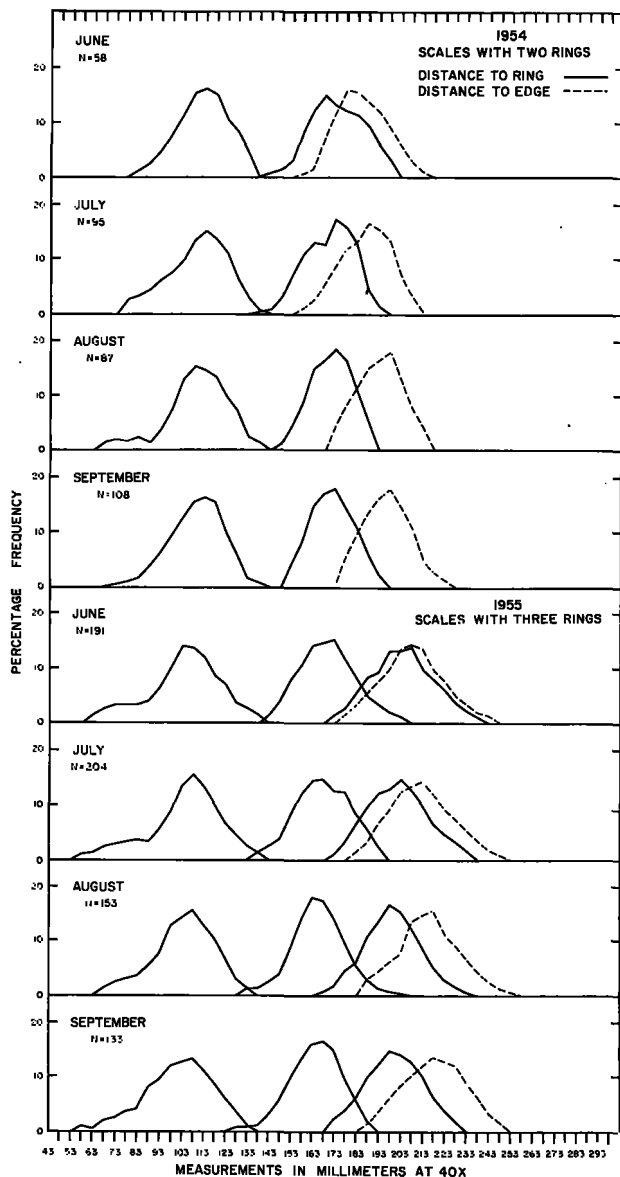 1954
SCALES WITH TWO RINGS
DISTANCE TO RING
DISTANCE TO EDGE
JUNE
N=58
20
10
0
JULY
N=95
20
10
0
AUGUST
N=87
20
10
0
SEPTEMBER
N=108
20
10
0
PERCENTAGE FREQUENCY
1955
SCALES WITH THREE RINGS
JUNE
N=191
20
10
0
JULY
N=204
20
10
0
AUGUST
N=153
20
10
0
SEPTEMBER
N=133
20
10
0
43 53 63 73 83 93 103 113 123 133 143 153 163 173 183 193 203 213 223 233 243 253 263 273 283 293
MEASUREMENTS IN MILLIMETERS AT 40X